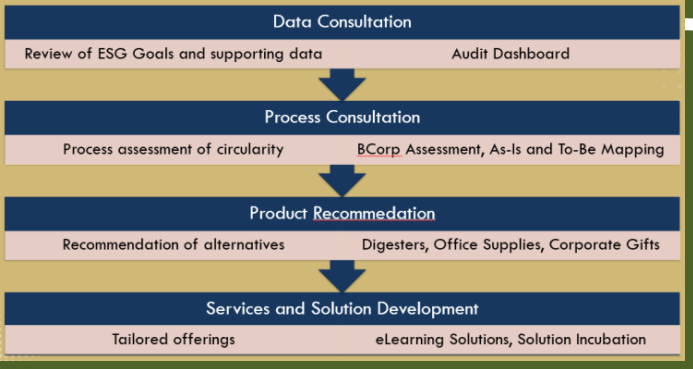 Data Consultation
Review of ESG Goals and supporting data Audit Dashboard
Process Consultation
Process assessment of circularity BCorp Assessment, As-Is and To-Be Mapping
Product Recommedation
Recommendation of alternatives Digesters, Office Supplies, Corporate Gifts
Services and Solution Development
Tailored offerings eLearning Solutions, Solution Incubation